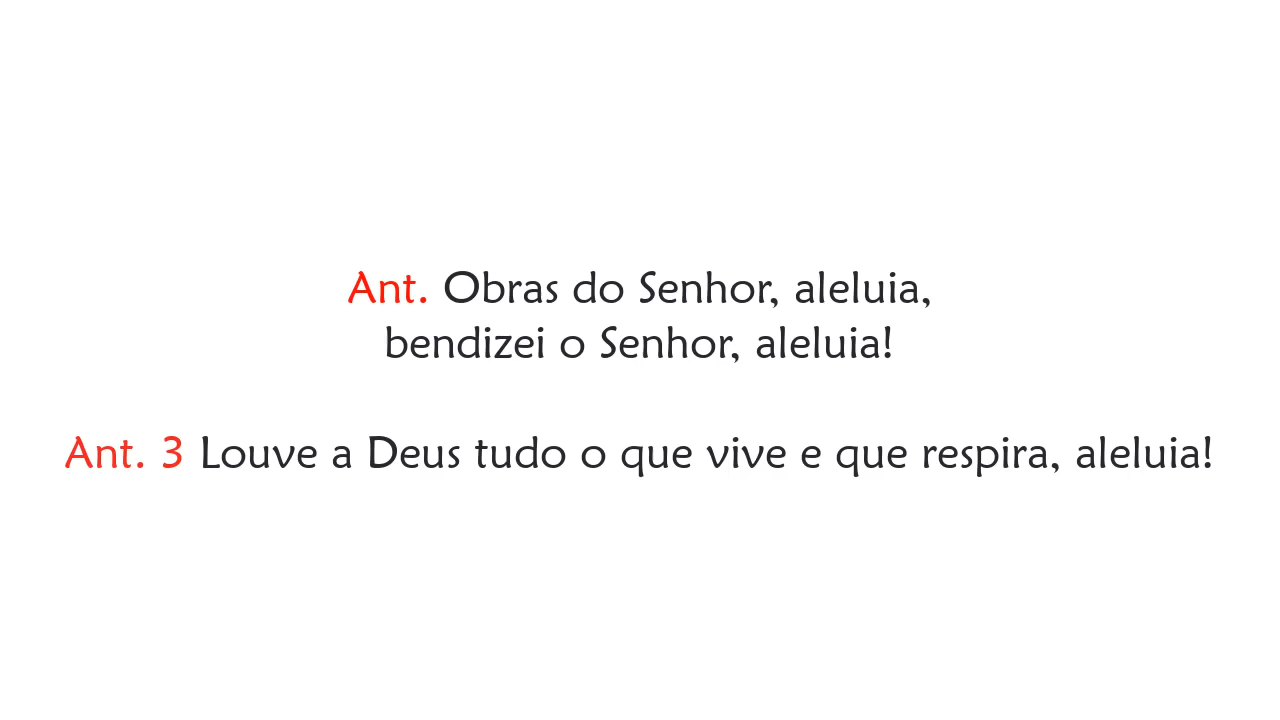 Ant. Obras do Senhor, aleluia,
bendizei o Senhor, aleluia!
Ant. 3 Louve a Deus tudo o que vive e que respira, aleluia!